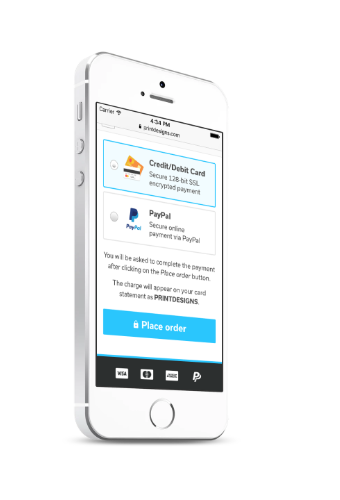 Carrier
4:34 PM
printdesigns.com
Credit/Debit Card
Secure 128-bit SSL
encrypted payment
PayPal
PayPal
Secure online
payment via PayPal
You will be asked to complete the payment
after clicking on the Place order button.
The charge will appear on your card
statement as PRINTDESIGNS.
Place order
VISA